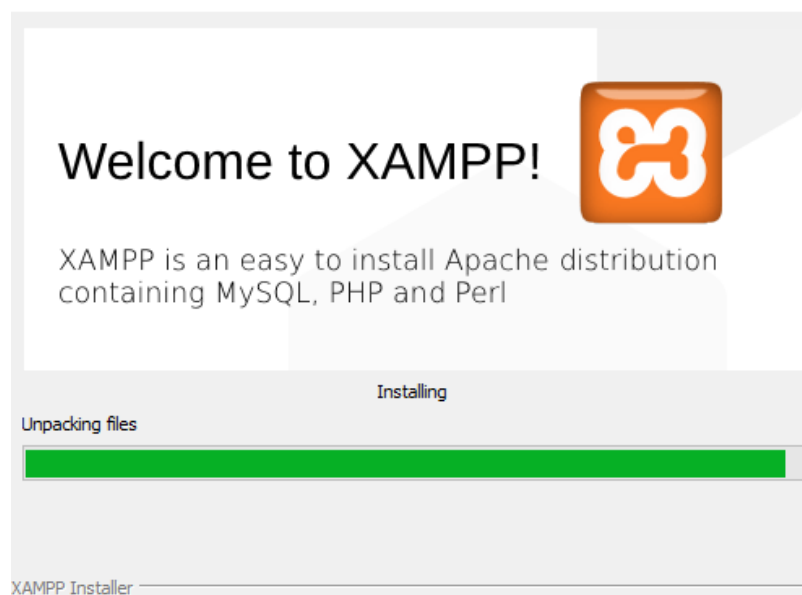 Welcome to XAMPP!
XAMPP is an easy to install Apache distribution
containing MySQL, PHP and Perl
Installing
Unpacking files
XAMPP Installer